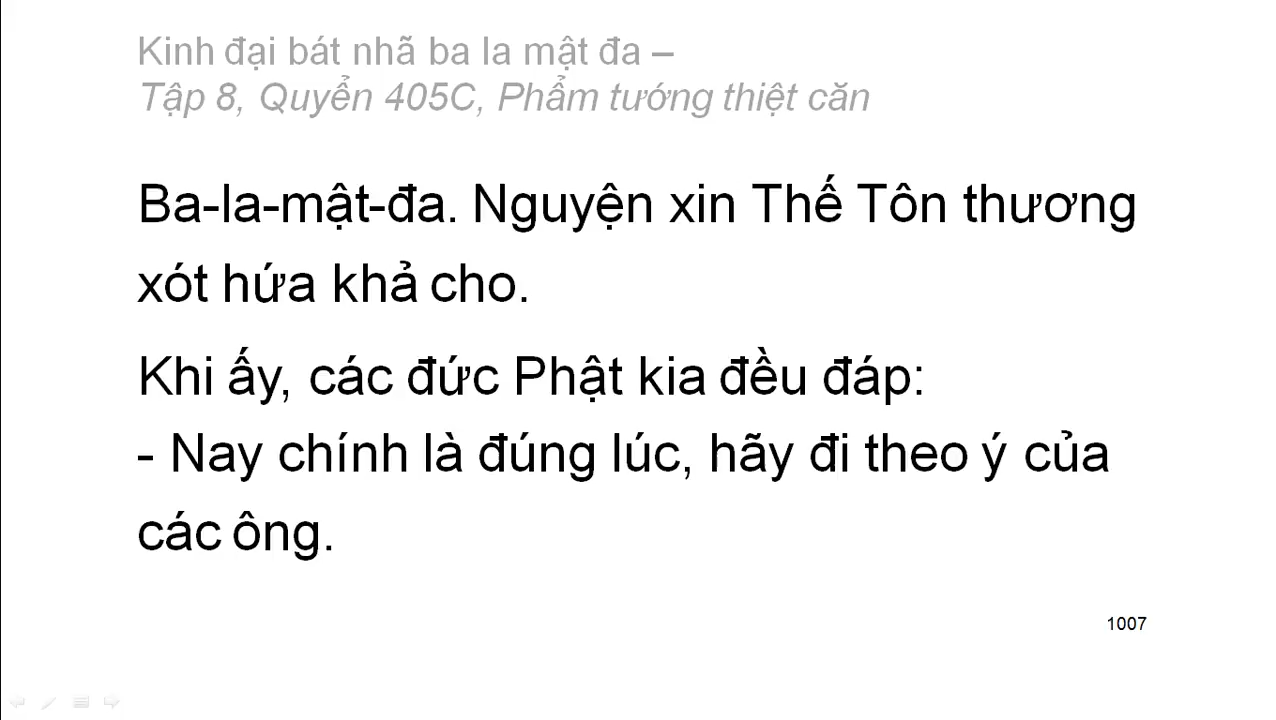 Kinh đại bát nhã ba la mật đa –
Tập 8, Quyển 405C, Phẩm tướng thiệt căn
Ba-la-mật-đa. Nguyện xin Thế Tôn thương
xót hứa khả cho.
Khi ấy, các đức Phật kia đều đáp:
- Nay chính là đúng lúc, hãy đi theo ý của
các ông.
1007